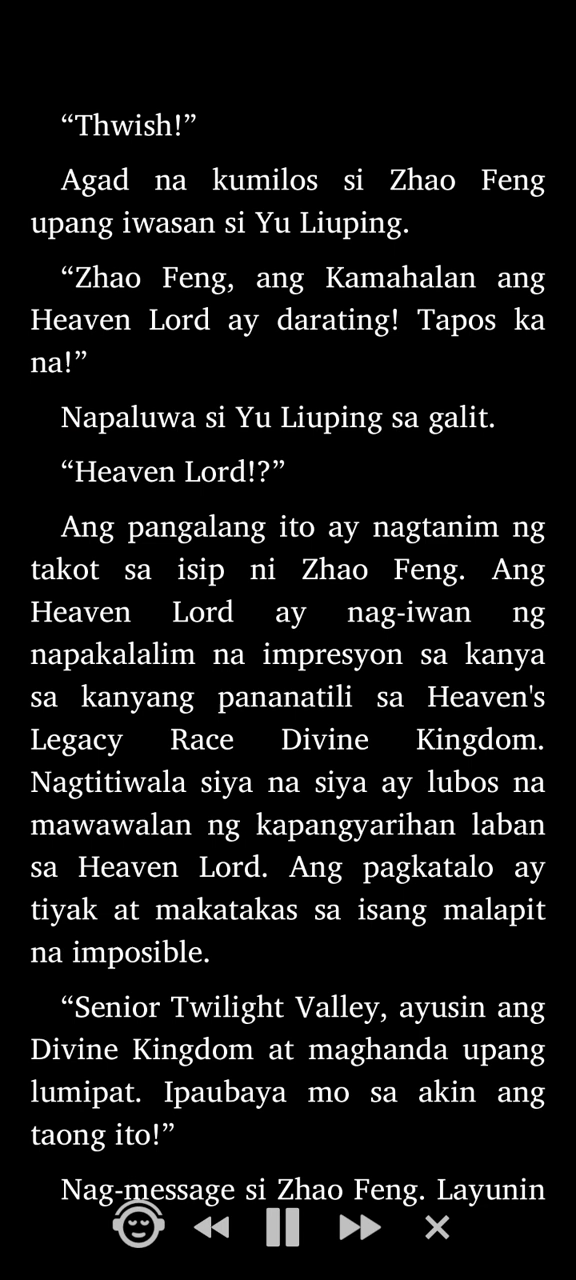 “Thwish!”
Agad na kumilos si Zhao Feng
upang iwasan si Yu Liuping.
“Zhao Feng, ang Kamahalan ang
Heaven Lord ay darating! Tapos ka
na!”
Napaluwa si Yu Liuping sa galit.
“Heaven Lord!?”
Ang pangalang ito ay nagtanim ng
takot sa isip ni Zhao Feng. Ang
Heaven Lord ay nag-iwan ng
napakalalim na impresyon sa kanya
sa kanyang pananatili sa Heaven's
Legacy Race Divine Kingdom.
Nagtitiwala siya na siya ay lubos na
mawawalan ng kapangyarihan laban
sa Heaven Lord. Ang pagkatalo ay
tiyak at makatakas sa isang malapit
na imposible.
“Senior Twilight Valley, ayusin ang
Divine Kingdom at maghanda upang
lumipat. Ipaubaya mo sa akin ang
taong ito!”
Nag-message si Zhao Feng. Layunin